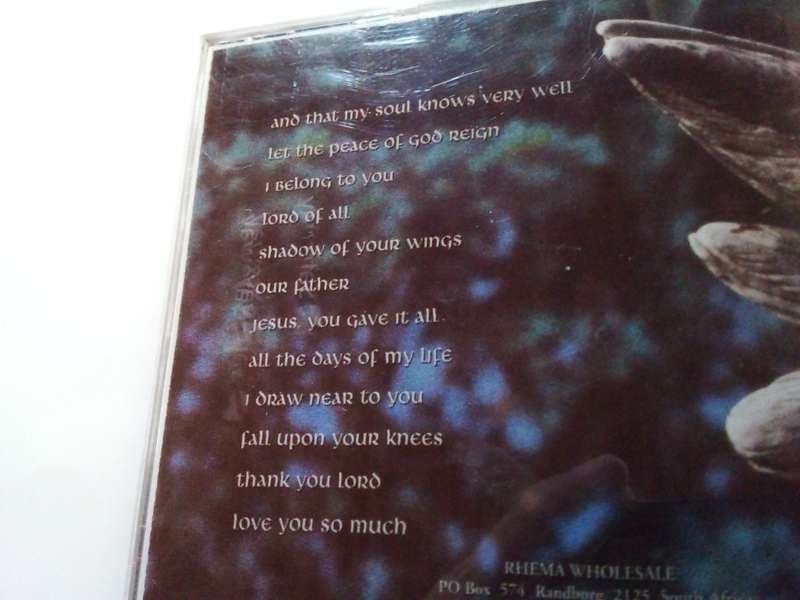 and that my soul knows very well
let the peace of god reign
I belong to you
lord of all
shadow of your wings
our father
jesus, you gave it all
all the days of my life
I draw near to you
fall upon your knees
thank you lord
love you so much
RHEMA WHOLESALE
PO Box 574 Randburg 2125 South Africa